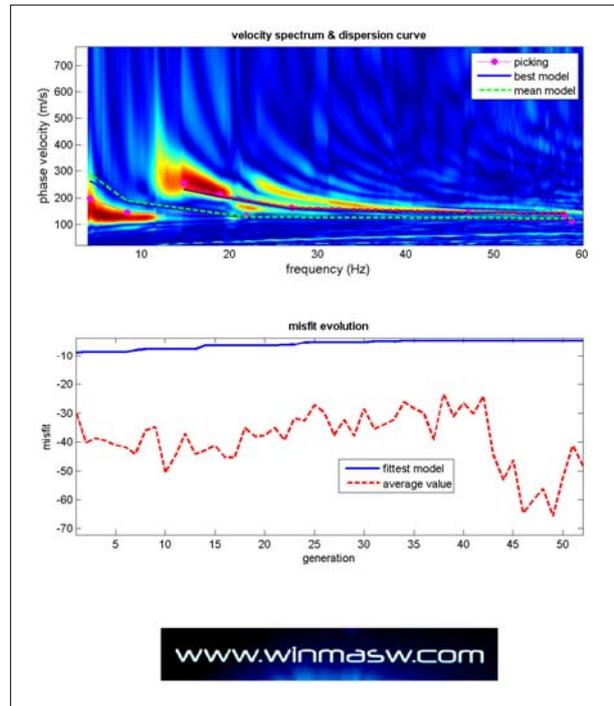 velocity spectrum & dispersion curve
700
600
500
400
300
200
100
phase velocity (m/s)
picking
best model
mean model
10
20
30
40
50
60
frequency (Hz)
misfit evolution
-10
-20
-30
-40
-50
-60
-70
misfit
fittest model
average value
5
10
15
20
25
30
35
40
45
50
generation
www.winmasw.com